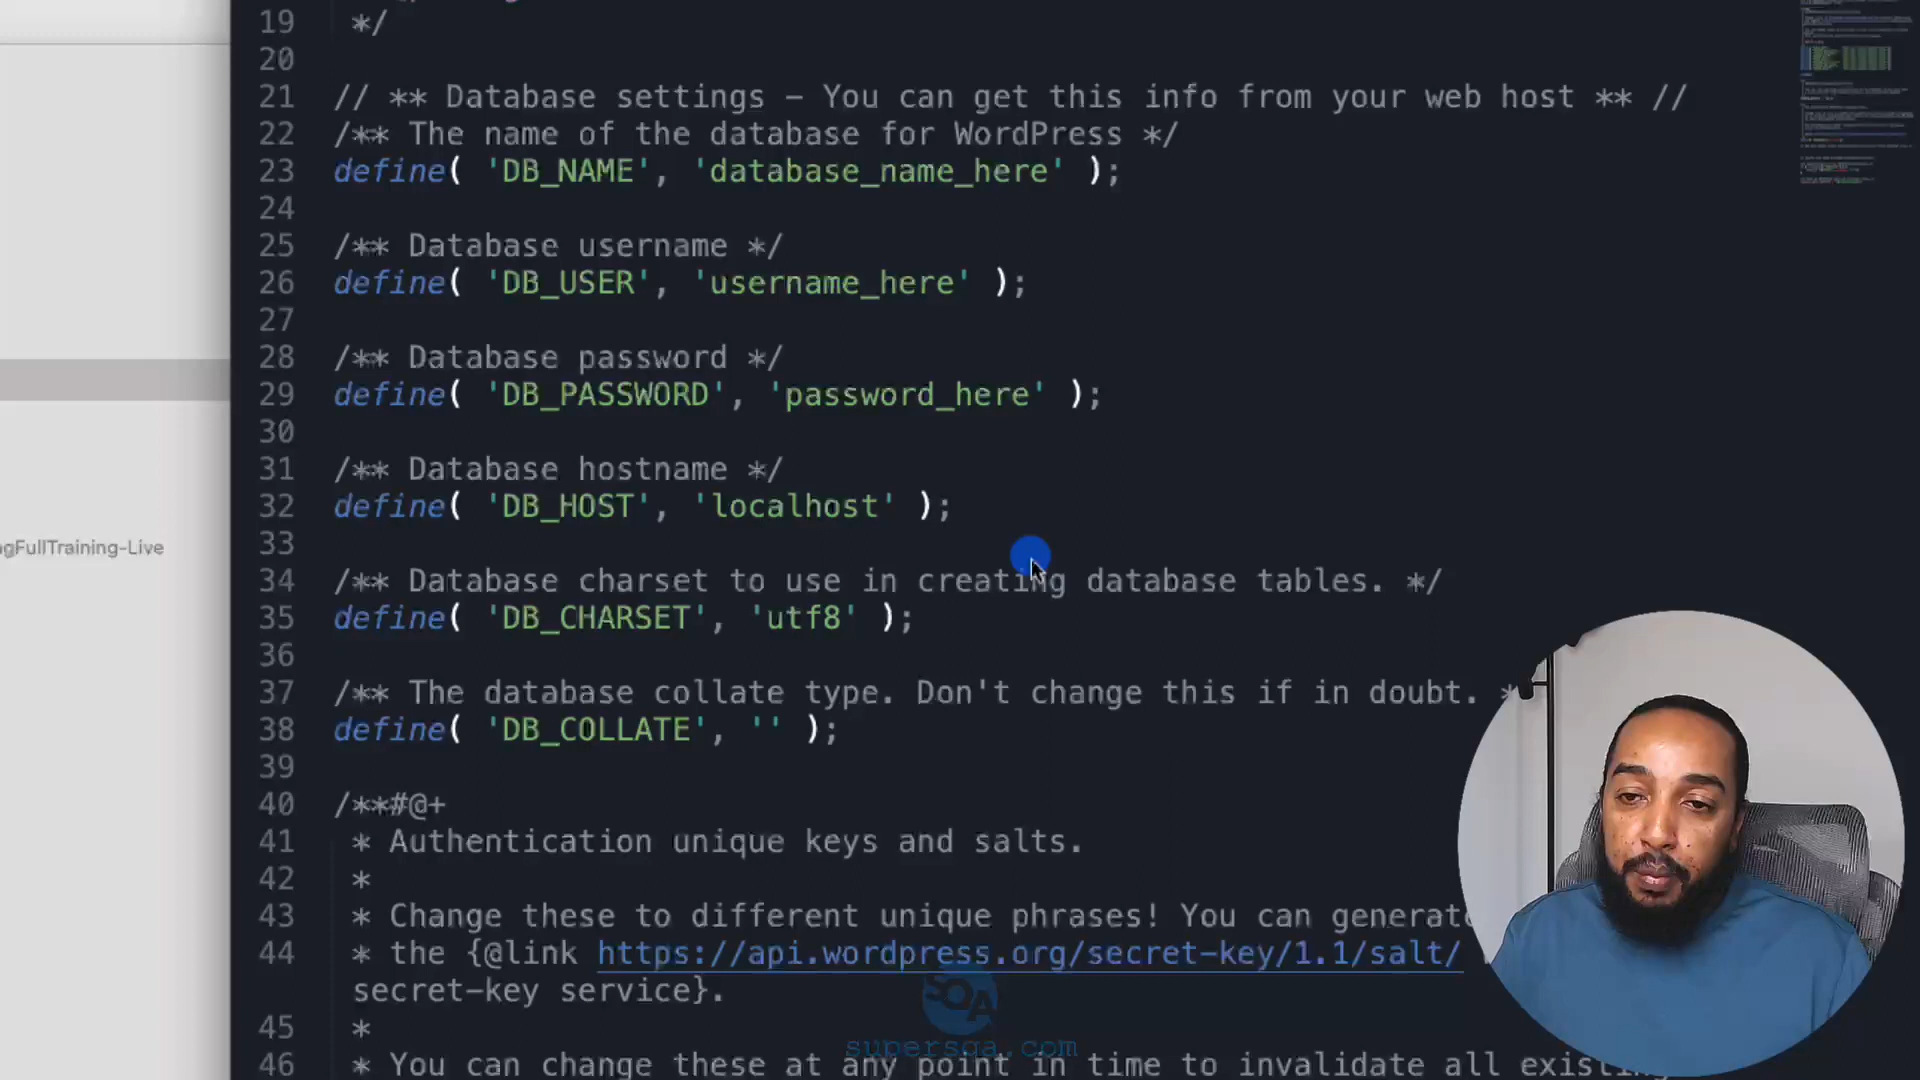 19 */
20
21 // ** Database settings - You can get this info from your web host ** //
22 /** The name of the database for WordPress */
23 define( 'DB_NAME', 'database_name_here' );
24
25 /** Database username */
26 define( 'DB_USER', 'username_here' );
27
28 /** Database password */
29 define( 'DB_PASSWORD', 'password_here' );
30
31 /** Database hostname */
32 define( 'DB_HOST', 'localhost' );
33
gFullTraining-Live
34 /** Database charset to use in creating database tables. */
35 define( 'DB_CHARSET', 'utf8' );
36
37 /** The database collate type. Don't change this if in doubt. *
38 define( 'DB_COLLATE', '' );
39
40 /**#@+
41 * Authentication unique keys and salts.
42 *
43 * Change these to different unique phrases! You can generate
44 * the {@link https://api.wordpress.org/secret-key/1.1/salt/
secret-key service}.
45 *
SQA
supersqa.com
46 * You can change these at any point in time to invalidate all existing